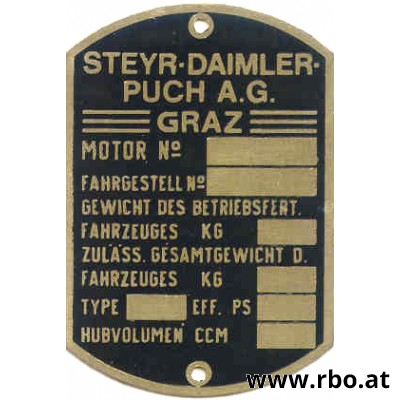 STEYR-DAIMLER-
PUCH A.G.
GRAZ
MOTOR Nº
FAHRGESTELL Nº
GEWICHT DES BETRIEBSFERT.
FAHRZEUGES KG
ZULÄSS. GESAMTGEWICHT D.
FAHRZEUGES KG
TYPE EFF. PS
HUBVOLUMEN CCM
www.rbo.at